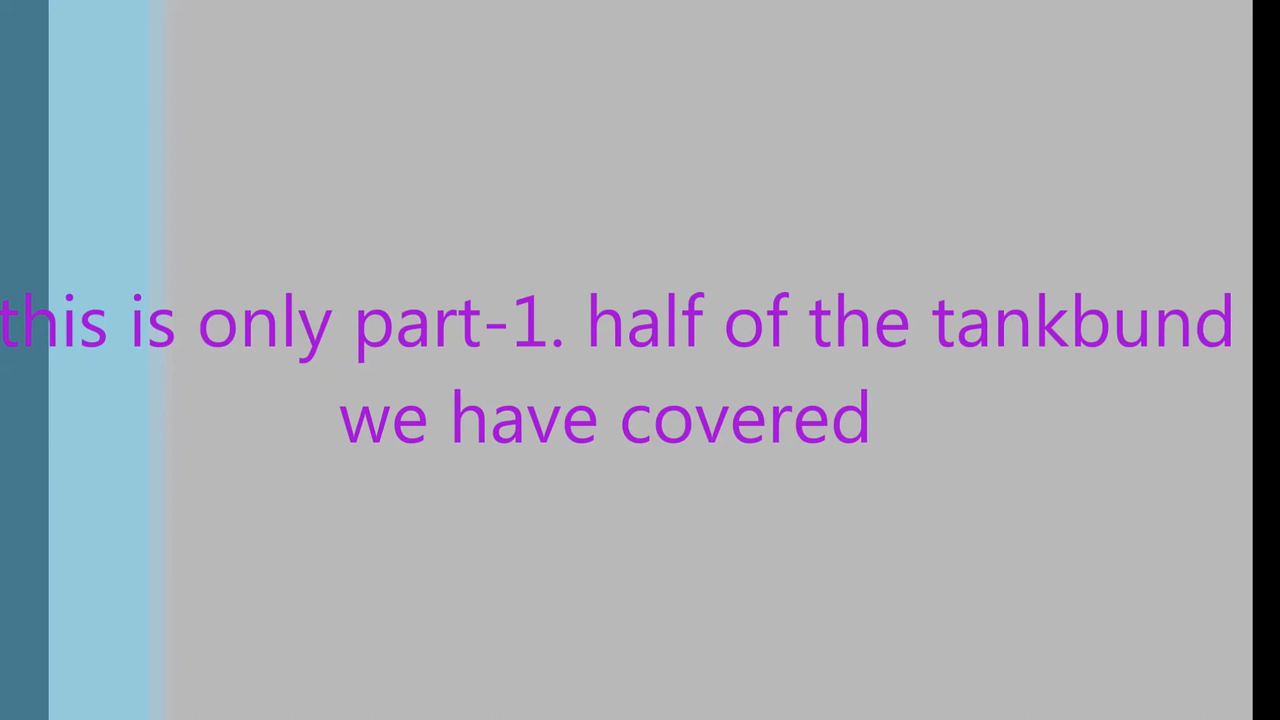 this is only part-1. half of the tankbund
we have covered